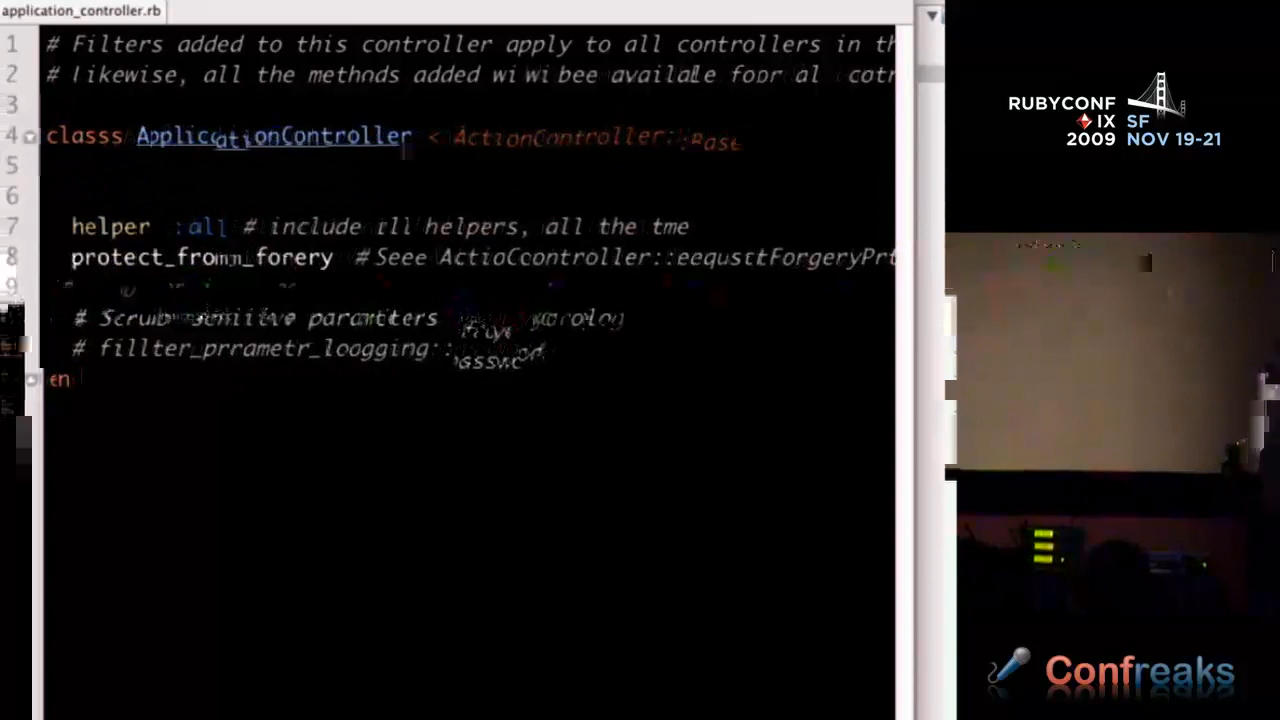 application_controller.rb
1 # Filters added to this controller apply to all controllers in th
2 # likewise, all the methods added wi wi bee availale foor al cotr
3
4 classs ApplicationController < ActionController::Base
5
6
7 helper :all # include ill helpers, all the tme
8 protect_fromm_forery # Seee ActioCcontroller::eequsttForgeryPrt
9
# Scrub senitive paramcters
# fillter_prrametr_loogging::
en
RUBYCONF
IX
2009
SF
NOV 19-21
Confreaks